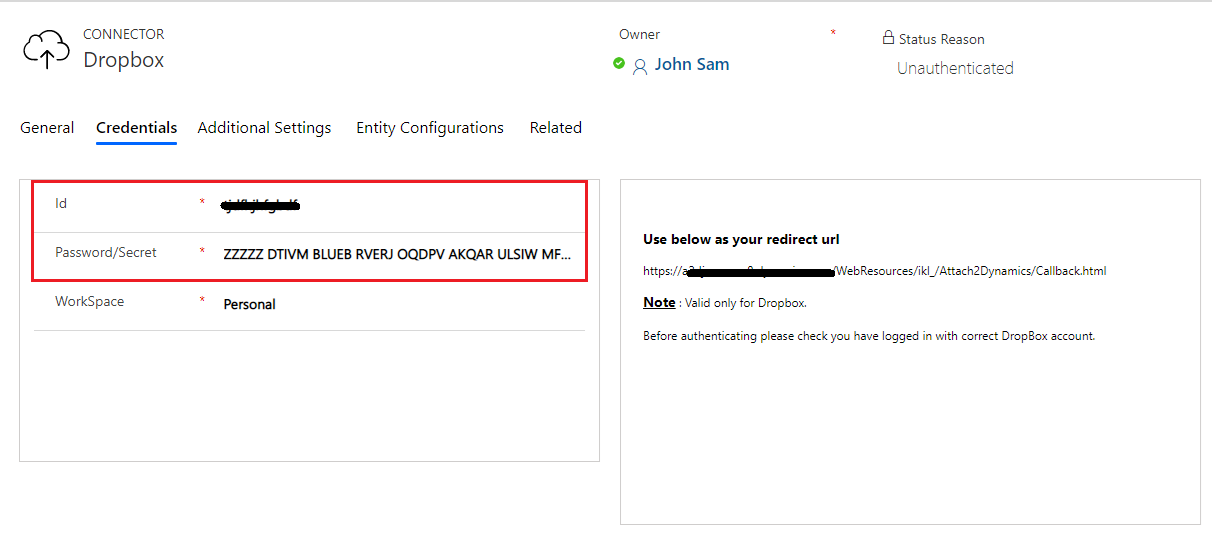 CONNECTOR
Dropbox
Owner *
John Sam
Status Reason
Unauthenticated
General Credentials Additional Settings Entity Configurations Related
Id *
Password/Secret * ZZZZZ DTIVM BLUEB RVERJ OQDPV AKQAR ULSIW MF...
WorkSpace * Personal
Use below as your redirect url
https:// /WebResources/ikl_/Attach2Dynamics/Callback.html
Note : Valid only for Dropbox.
Before authenticating please check you have logged in with correct DropBox account.